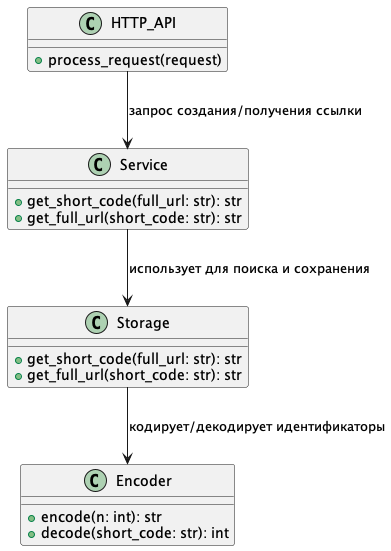 C HTTP_API
process_request(request)
запрос создания/получения ссылки
C Service
get_short_code(full_url: str): str
get_full_url(short_code: str): str
использует для поиска и сохранения
C Storage
get_short_code(full_url: str): str
get_full_url(short_code: str): str
кодирует/декодирует идентификаторы
C Encoder
encode(n: int): str
decode(short_code: str): int